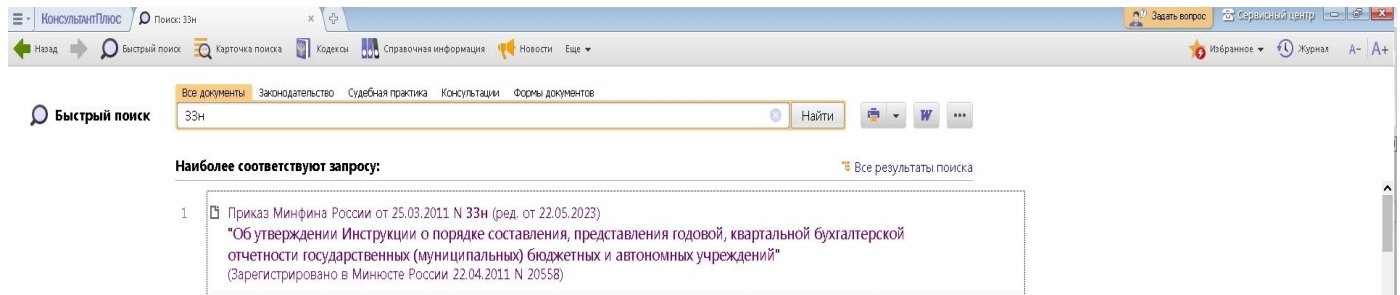 КонсультантПлюс Поиск: 33н Задать вопрос Сервисный центр
Назад Быстрый поиск Карточка поиска Кодексы Справочная информация Новости Еще Избранное Журнал A- A+
Все документы Законодательство Судебная практика Консультации Формы документов
Быстрый поиск 33н Найти W
Наиболее соответствуют запросу: Все результаты поиска
1 Приказ Минфина России от 25.03.2011 N 33н (ред. от 22.05.2023)
"Об утверждении Инструкции о порядке составления, представления годовой, квартальной бухгалтерской
отчетности государственных (муниципальных) бюджетных и автономных учреждений"
(Зарегистрировано в Минюсте России 22.04.2011 N 20558)